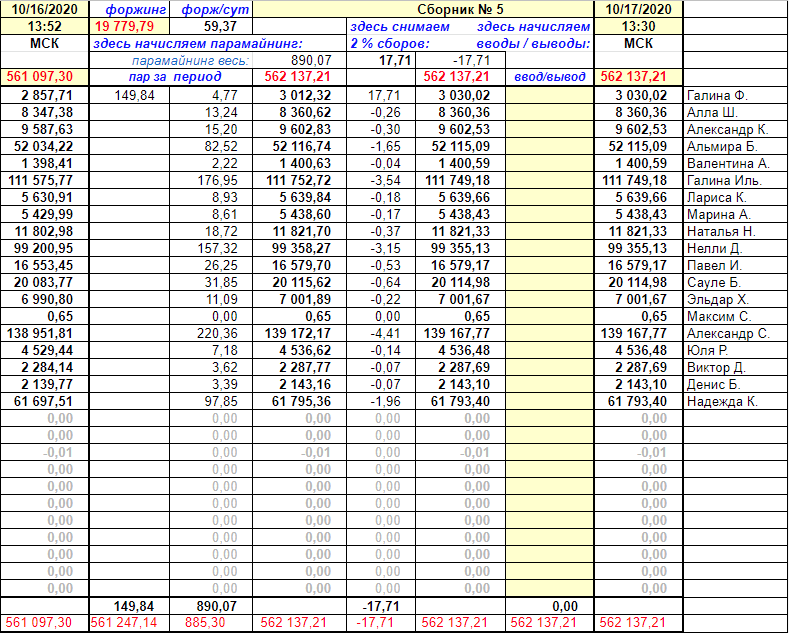 10/16/2020 форжинг форж/сут Сборник № 5 10/17/2020
13:52 19 779,79 59,37 здесь снимаем здесь начисляем 13:30
МСК здесь начисляем парамайнинг: 2 % сборов: вводы / выводы: МСК
парамайнинг весь: 890,07 17,71 -17,71
561 097,30 пар за период 562 137,21 562 137,21 ввод/вывод 562 137,21
2 857,71 149,84 4,77 3 012,32 17,71 3 030,02 3 030,02 Галина Ф.
8 347,38 13,24 8 360,62 -0,26 8 360,36 8 360,36 Алла Ш.
9 587,63 15,20 9 602,83 -0,30 9 602,53 9 602,53 Александр К.
52 034,22 82,52 52 116,74 -1,65 52 115,09 52 115,09 Альмира Б.
1 398,41 2,22 1 400,63 -0,04 1 400,59 1 400,59 Валентина А.
111 575,77 176,95 111 752,72 -3,54 111 749,18 111 749,18 Галина Иль.
5 630,91 8,93 5 639,84 -0,18 5 639,66 5 639,66 Лариса К.
5 429,99 8,61 5 438,60 -0,17 5 438,43 5 438,43 Марина А.
11 802,98 18,72 11 821,70 -0,37 11 821,33 11 821,33 Наталья Н.
99 200,95 157,32 99 358,27 -3,15 99 355,13 99 355,13 Нелли Д.
16 553,45 26,25 16 579,70 -0,53 16 579,17 16 579,17 Павел И.
20 083,77 31,85 20 115,62 -0,64 20 114,98 20 114,98 Сауле Б.
6 990,80 11,09 7 001,89 -0,22 7 001,67 7 001,67 Эльдар Х.
0,65 0,00 0,65 0,00 0,65 0,65 Максим С.
138 951,81 220,36 139 172,17 -4,41 139 167,77 139 167,77 Александр С.
4 529,44 7,18 4 536,62 -0,14 4 536,48 4 536,48 Юля Р.
2 284,14 3,62 2 287,77 -0,07 2 287,69 2 287,69 Виктор Д.
2 139,77 3,39 2 143,16 -0,07 2 143,10 2 143,10 Денис Б.
61 697,51 97,85 61 795,36 -1,96 61 793,40 61 793,40 Надежда К.
0,00 0,00 0,00 0,00 0,00 0,00
0,00 0,00 0,00 0,00 0,00 0,00
-0,01 0,00 -0,01 0,00 -0,01 -0,01
0,00 0,00 0,00 0,00 0,00 0,00
0,00 0,00 0,00 0,00 0,00 0,00
0,00 0,00 0,00 0,00 0,00 0,00
0,00 0,00 0,00 0,00 0,00 0,00
0,00 0,00 0,00 0,00 0,00 0,00
0,00 0,00 0,00 0,00 0,00 0,00
0,00 0,00 0,00 0,00 0,00 0,00
0,00 0,00 0,00 0,00 0,00 0,00
149,84 890,07 -17,71 0,00
561 097,30 561 247,14 885,30 562 137,21 -17,71 562 137,21 562 137,21 562 137,21